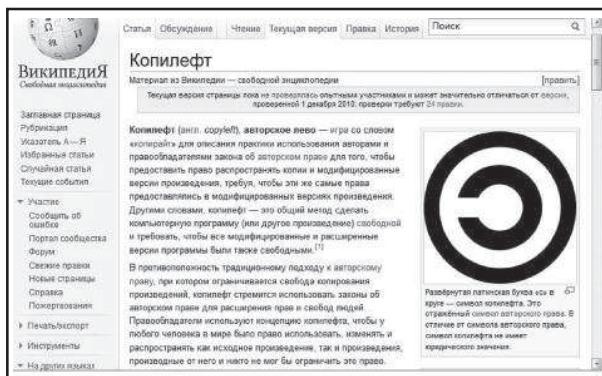 Статья Обсуждение Чтение Текущая версия Правка История Поиск
ВИКИПЕДИЯ
Свободная энциклопедия
Заглавная страница
Рубрикация
Указатель А — Я
Избранные статьи
Случайная статья
Текущие события
Участие
Сообщить об
ошибке
Портал сообщества
Форум
Свежие правки
Новые страницы
Справка
Пожертвования
Печать/экспорт
Инструменты
На других языках
Копилефт
Материал из Википедии — свободной энциклопедии [править]
Текущая версия страницы пока не проверялась опытными участниками и может значительно отличаться от версии,
проверенной 1 декабря 2010; проверки требуют 24 правки.
Копилефт (англ. copyleft), авторское лево — игра со словом
«копирайт» для описания практики использования авторами и
правообладателями закона об авторском праве для того, чтобы
предоставить право распространять копии и модифицированные
версии произведения, требуя, чтобы эти же самые права
предоставлялись в модифицированных версиях произведения.
Другими словами, копилефт — это общий метод сделать
компьютерную программу (или другое произведение) свободной
и требовать, чтобы все модифицированные и расширенные
версии программы были также свободными.[1]
В противоположность традиционному подходу к авторскому
праву, при котором ограничивается свобода копирования
произведений, копилефт стремится использовать законы об
авторском праве для расширения прав и свобод людей.
Правообладатели используют концепцию копилефта, чтобы у
любого человека в мире было право использовать, изменять и
распространять как исходное произведение, так и произведения,
производные от него и никто не мог бы ограничить это право.
Развёрнутая латинская буква «c» в
круге — символ копилефта. Это
отражённый символ авторского права. В
отличие от символа авторского права,
символ копилефта не имеет
юридического значения.